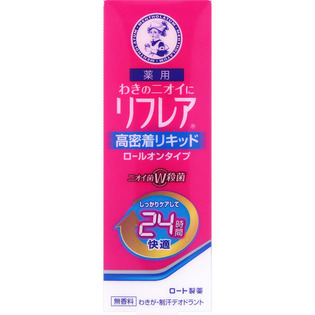 MENTHOLATUM
薬用
わきのニオイに
リフレア
高密着リキッド
ロールオンタイプ
ニオイ菌W殺菌
しっかりケアして
24時間
快適
ロート製薬
無香料
わきが・制汗デオドラント